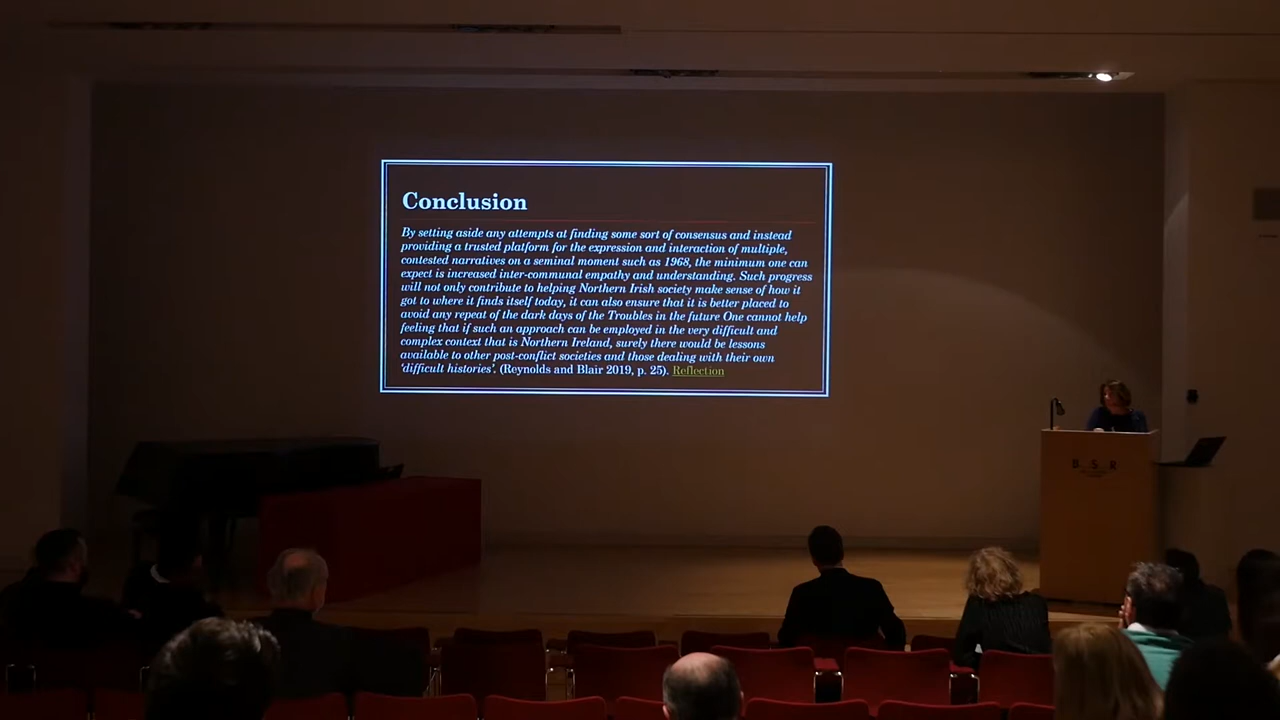 Conclusion
By setting aside any attempts at finding some sort of consensus and instead
providing a trusted platform for the expression and interaction of multiple,
contested narratives on a seminal moment such as 1968, the minimum one can
expect is increased inter-communal empathy and understanding. Such progress
will not only contribute to helping Northern Irish society make sense of how it
got to where it finds itself today, it can also ensure that it is better placed to
avoid any repeat of the dark days of the Troubles in the future One cannot help
feeling that if such an approach can be employed in the very difficult and
complex context that is Northern Ireland, surely there would be lessons
available to other post-conflict societies and those dealing with their own
'difficult histories'. (Reynolds and Blair 2019, p. 25). Reflection
B S R